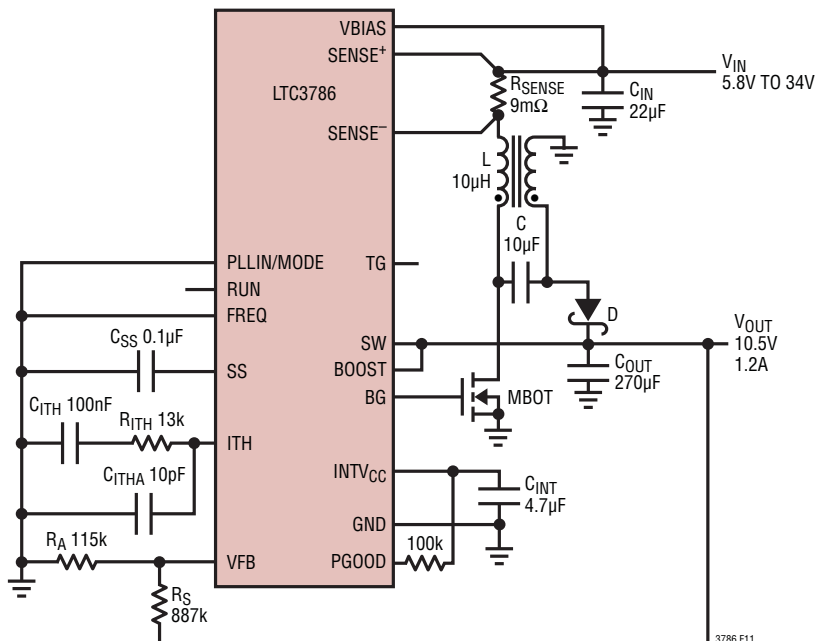 VBIAS
SENSE+
LTC3786
SENSE–
RSENSE
9mΩ
VIN
5.8V TO 34V
CIN
22µF
L
10µH
C
10µF
D
PLLIN/MODE
TG
RUN
FREQ
CSS 0.1µF
SS
SW
BOOST
BG
MBOT
VOUT
10.5V
1.2A
COUT
270µF
CITH 100nF
RITH 13k
ITH
CITHA 10pF
INTVCC
CINT
4.7µF
GND
RA 115k
VFB
PGOOD
100k
RS
887k
3786 F11